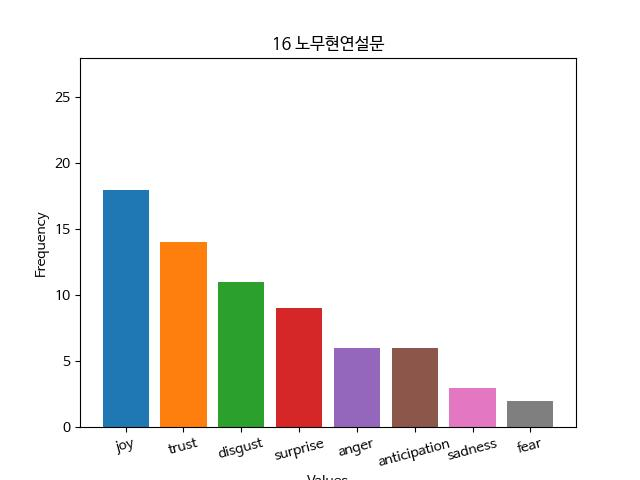 16 노무현연설문
25
20
15
10
5
0
Frequency
joy trust disgust surprise anger anticipation sadness fear
Values